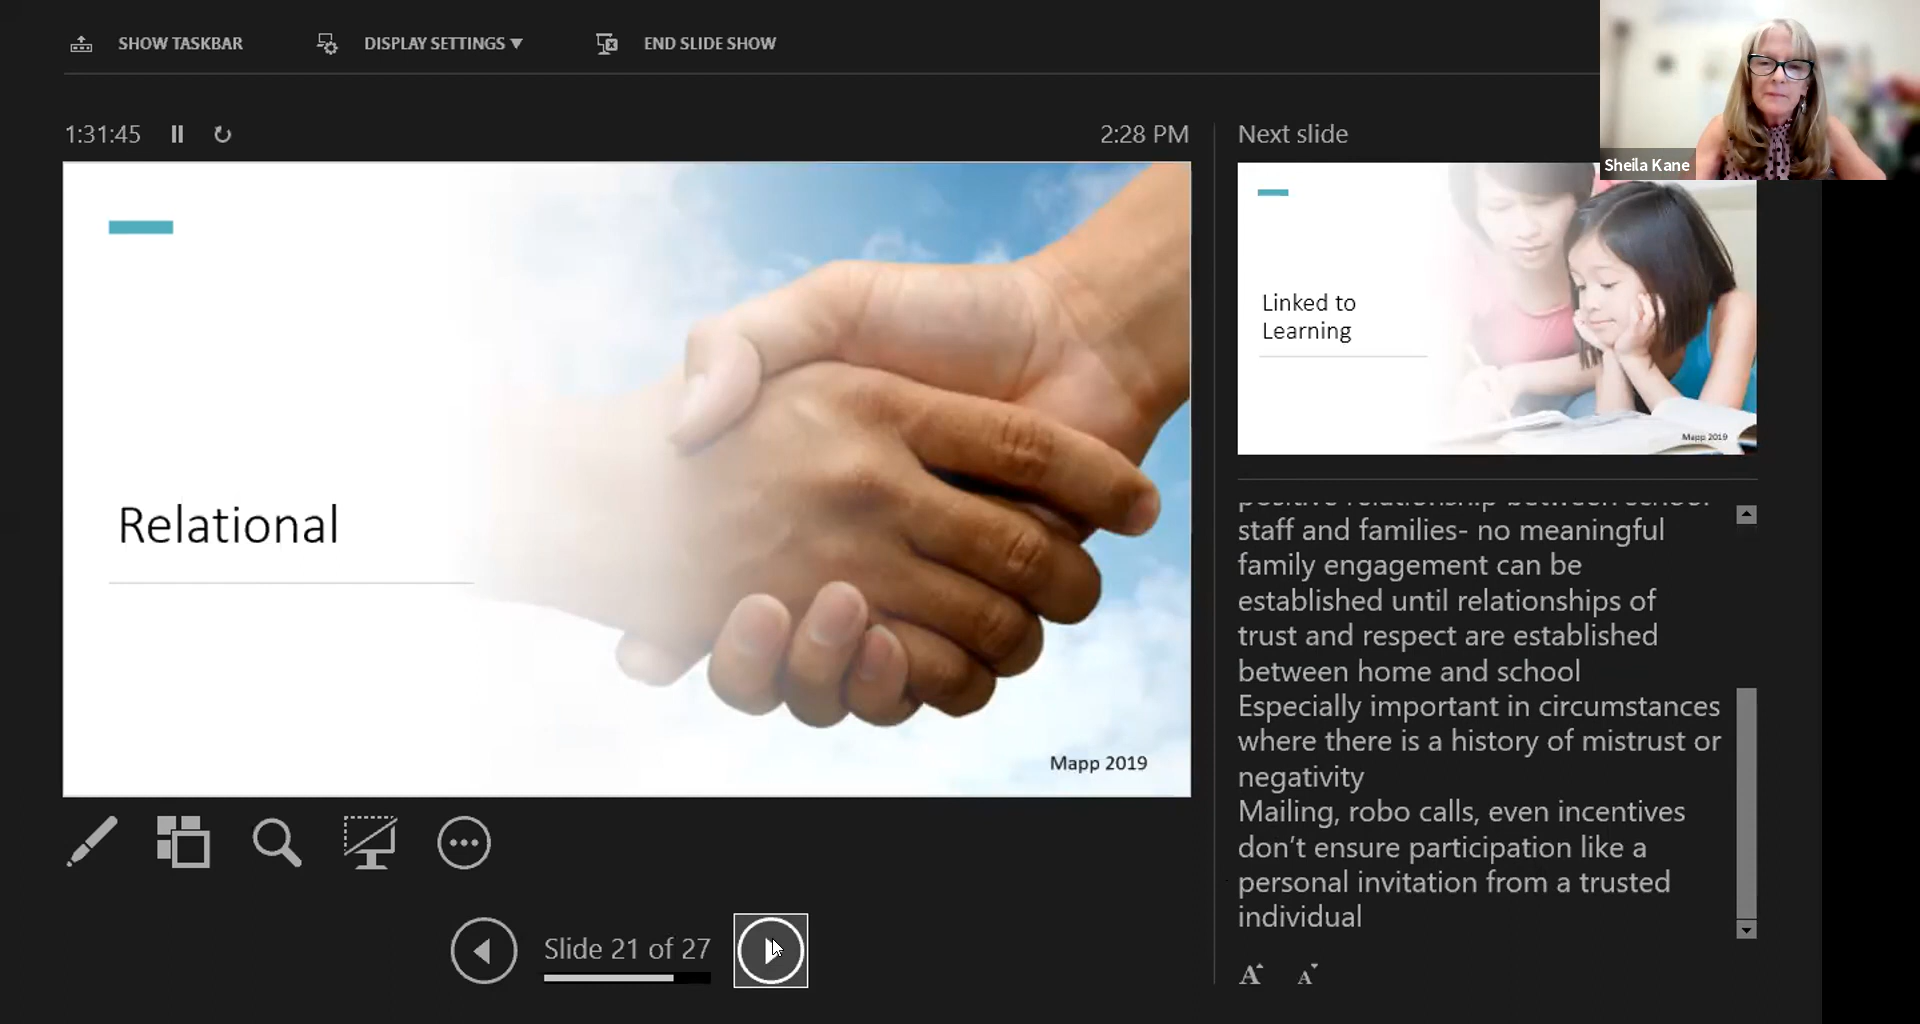 SHOW TASKBAR
DISPLAY SETTINGS ▼
END SLIDE SHOW
Sheila Kane
1:31:45
2:28 PM
Next slide
Relational
Mapp 2019
Linked to
Learning
Mapp 2019
positive relationship between school
staff and families- no meaningful
family engagement can be
established until relationships of
trust and respect are established
between home and school
Especially important in circumstances
where there is a history of mistrust or
negativity
Mailing, robo calls, even incentives
don’t ensure participation like a
personal invitation from a trusted
individual
Slide 21 of 27
A A